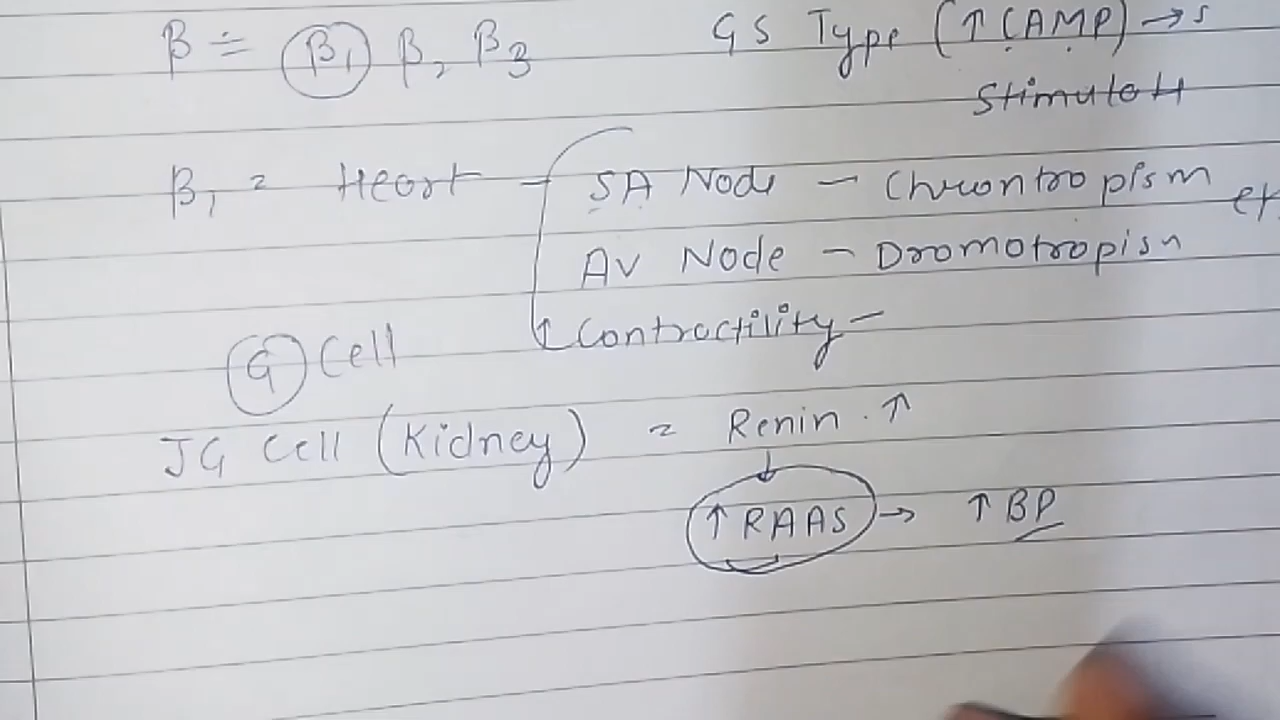 β = β1 β2 β3 GS Type (↑ CAMP) → S
Stimuloti
β1 = Heart - SA Node - Chrontropism
AV Node - Dromotropism
↑ Contractility -
G Cell
JG Cell (Kidney) = Renin ↑
↓
↑ RAAS → ↑ BP